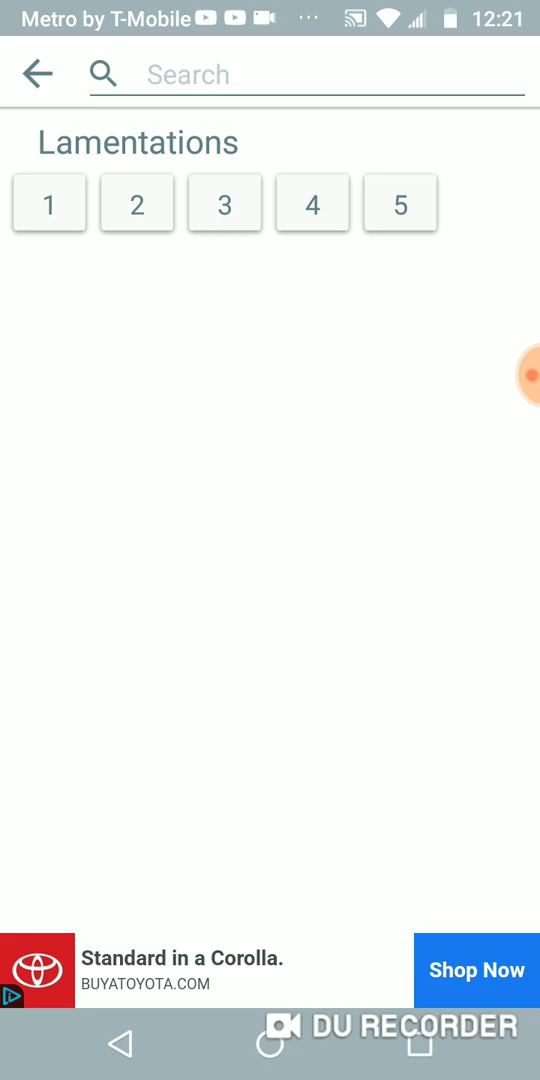 Metro by T-Mobile ... 12:21
Search
Lamentations
1 2 3 4 5
Standard in a Corolla.
BUYATOYOTA.COM
Shop Now
DU RECORDER